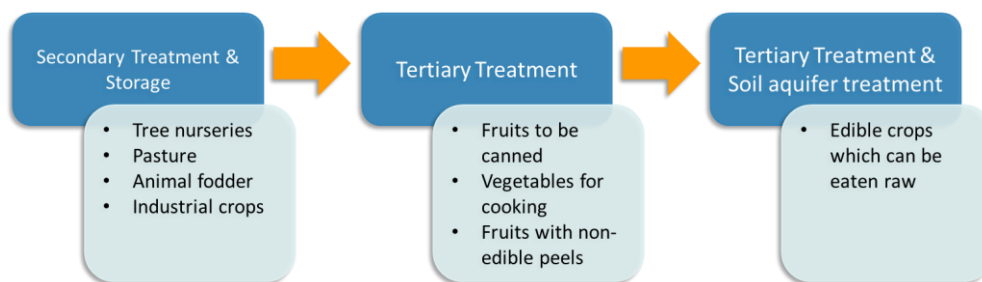 Secondary Treatment &
Storage
• Tree nurseries
• Pasture
• Animal fodder
• Industrial crops
Tertiary Treatment
• Fruits to be
canned
• Vegetables for
cooking
• Fruits with non-
edible peels
Tertiary Treatment &
Soil aquifer treatment
• Edible crops
which can be
eaten raw